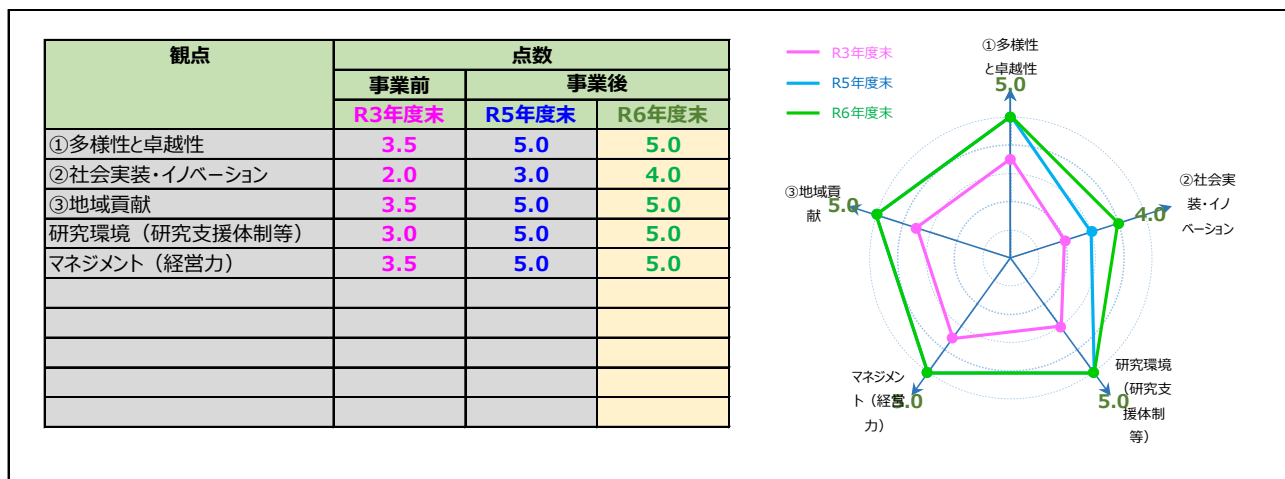 観点 点数
事業前 事業後
R3年度末 R5年度末 R6年度末
①多様性と卓越性 3.5 5.0 5.0
②社会実装・イノベーション 2.0 3.0 4.0
③地域貢献 3.5 5.0 5.0
研究環境（研究支援体制等） 3.0 5.0 5.0
マネジメント（経営力） 3.5 5.0 5.0
R3年度末
R5年度末
R6年度末
①多様性
と卓越性
5.0
②社会実
装・イノ
ベーション
4.0
研究環境
（研究支
援体制
等）
5.0
マネジメン
ト（経営
力）
5.0
③地域貢
献
5.0